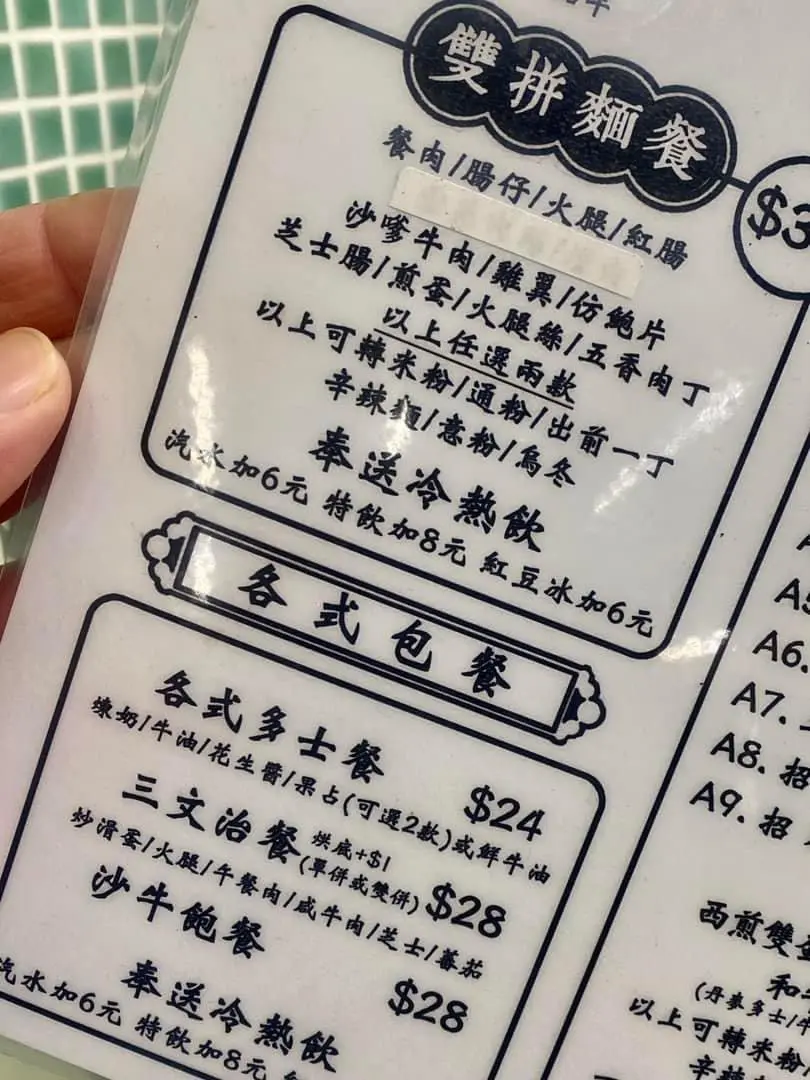 雙拼麵餐
$3
餐肉/腸仔/火腿/紅腸
沙嗲牛肉/雞翼/仿鮑片
芝士腸/煎蛋/火腿絲/五香肉丁
以上任選兩款
以上可轉米粉/通粉/出前一丁
辛辣麵/意粉/烏冬
奉送冷熱飲
汽水加6元 特飲加8元 紅豆冰加6元
各式包餐
各式多士餐 $24
煉奶/牛油/花生醬/果占(可選2款)或鮮牛油
三文治餐 烘底+$1 (單併或雙併) $28
炒滑蛋/火腿/午餐肉/咸牛肉/芝士/蕃茄
沙牛飽餐 $28
奉送冷熱飲
汽水加6元 特飲加8元
A6.
A7.
A8. 招
A9. 招
西煎雙蛋
(丹麥多士/牛
以上可轉米粉
辛辣